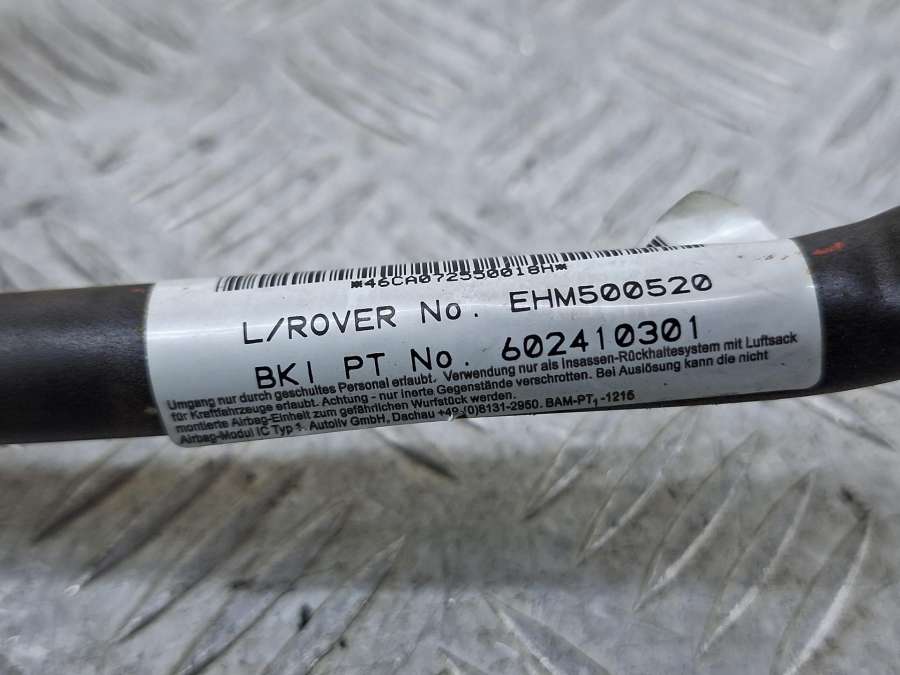 *46CA072550018H*
L/ROVER No. EHM500520
BKI PT No. 602410301
Umgang nur durch geschultes Personal erlaubt. Verwendung nur als Insassen-Rückhaltesystem mit Luftsack
für Kraftfahrzeuge erlaubt. Achtung - nur inerte Gegenstände verschrotten. Bei Auslösung kann die nicht
montierte Airbag-Einheit zum gefährlichen Wurfstück werden.
Airbag-Modul IC Typ 1. Autoliv GmbH, Dachau +49-(0)8131-2950. BAM-PT₁-1215